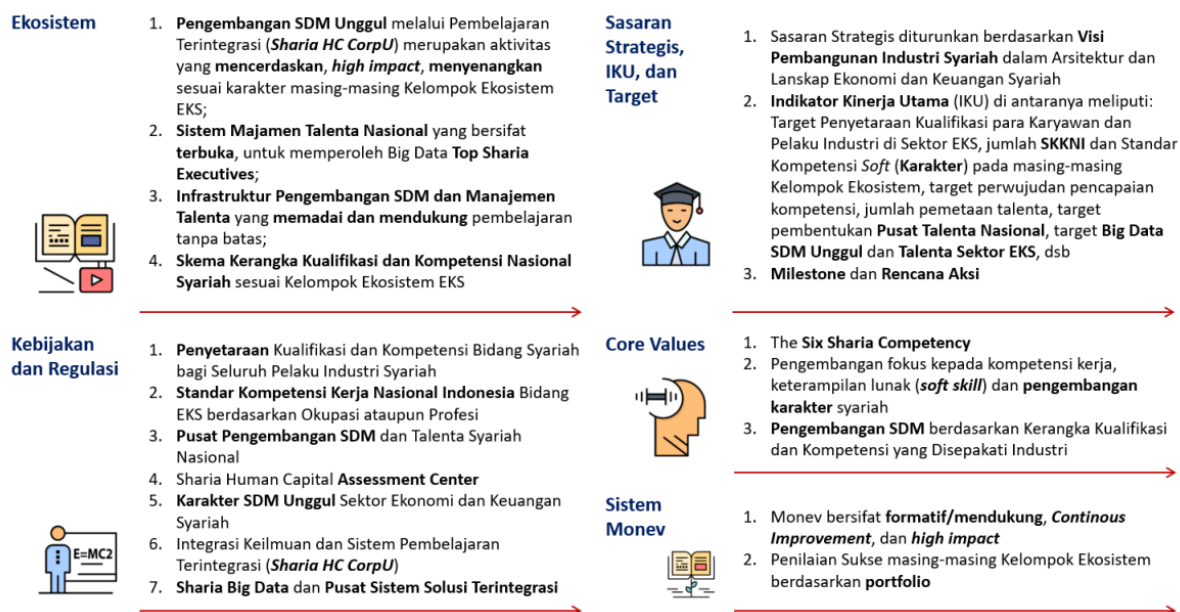 Ekosistem
1. Pengembangan SDM Unggul melalui Pembelajaran
Terintegrasi (Sharia HC CorpU) merupakan aktivitas
yang mencerdaskan, high impact, menyenangkan
sesuai karakter masing-masing Kelompok Ekosistem
EKS;
2. Sistem Majamen Talenta Nasional yang bersifat
terbuka, untuk memperoleh Big Data Top Sharia
Executives;
3. Infrastruktur Pengembangan SDM dan Manajemen
Talenta yang memadai dan mendukung pembelajaran
tanpa batas;
4. Skema Kerangka Kualifikasi dan Kompetensi Nasional
Syariah sesuai Kelompok Ekosistem EKS
Kebijakan
dan Regulasi
1. Penyetaraan Kualifikasi dan Kompetensi Bidang Syariah
bagi Seluruh Pelaku Industri Syariah
2. Standar Kompetensi Kerja Nasional Indonesia Bidang
EKS berdasarkan Okupasi ataupun Profesi
3. Pusat Pengembangan SDM dan Talenta Syariah
Nasional
4. Sharia Human Capital Assessment Center
5. Karakter SDM Unggul Sektor Ekonomi dan Keuangan
Syariah
6. Integrasi Keilmuan dan Sistem Pembelajaran
Terintegrasi (Sharia HC CorpU)
7. Sharia Big Data dan Pusat Sistem Solusi Terintegrasi
E=MC2
Sasaran
Strategis,
IKU, dan
Target
1. Sasaran Strategis diturunkan berdasarkan Visi
Pembangunan Industri Syariah dalam Arsitektur dan
Lanskap Ekonomi dan Keuangan Syariah
2. Indikator Kinerja Utama (IKU) di antaranya meliputi:
Target Penyetaraan Kualifikasi para Karyawan dan
Pelaku Industri di Sektor EKS, jumlah SKKNI dan Standar
Kompetensi Soft (Karakter) pada masing-masing
Kelompok Ekosistem, target perwujudan pencapaian
kompetensi, jumlah pemetaan talenta, target
pembentukan Pusat Talenta Nasional, target Big Data
SDM Unggul dan Talenta Sektor EKS, dsb
3. Milestone dan Rencana Aksi
Core Values
1. The Six Sharia Competency
2. Pengembangan fokus kepada kompetensi kerja,
keterampilan lunak (soft skill) dan pengembangan
karakter syariah
3. Pengembangan SDM berdasarkan Kerangka Kualifikasi
dan Kompetensi yang Disepakati Industri
Sistem
Monev
1. Monev bersifat formatif/mendukung, Continous
Improvement, dan high impact
2. Penilaian Sukse masing-masing Kelompok Ekosistem
berdasarkan portfolio